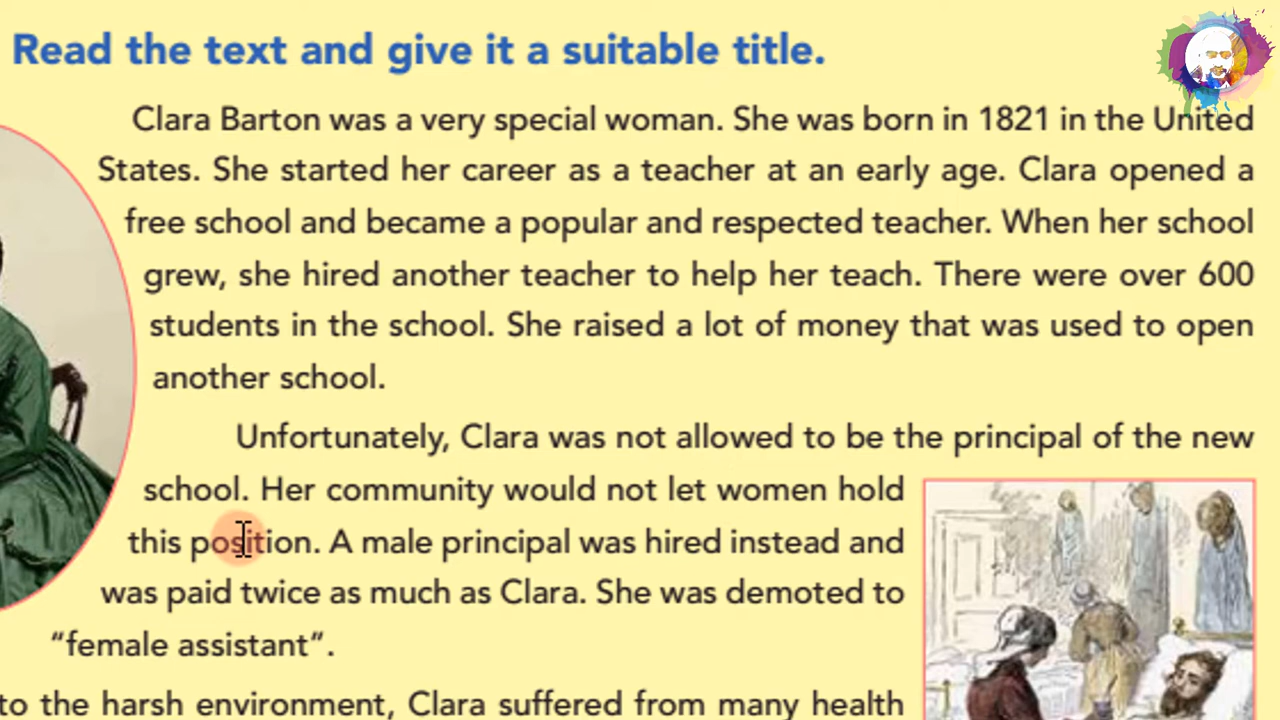 Read the text and give it a suitable title.
Clara Barton was a very special woman. She was born in 1821 in the United
States. She started her career as a teacher at an early age. Clara opened a
free school and became a popular and respected teacher. When her school
grew, she hired another teacher to help her teach. There were over 600
students in the school. She raised a lot of money that was used to open
another school.
Unfortunately, Clara was not allowed to be the principal of the new
school. Her community would not let women hold
this position. A male principal was hired instead and
was paid twice as much as Clara. She was demoted to
“female assistant”.
to the harsh environment, Clara suffered from many health